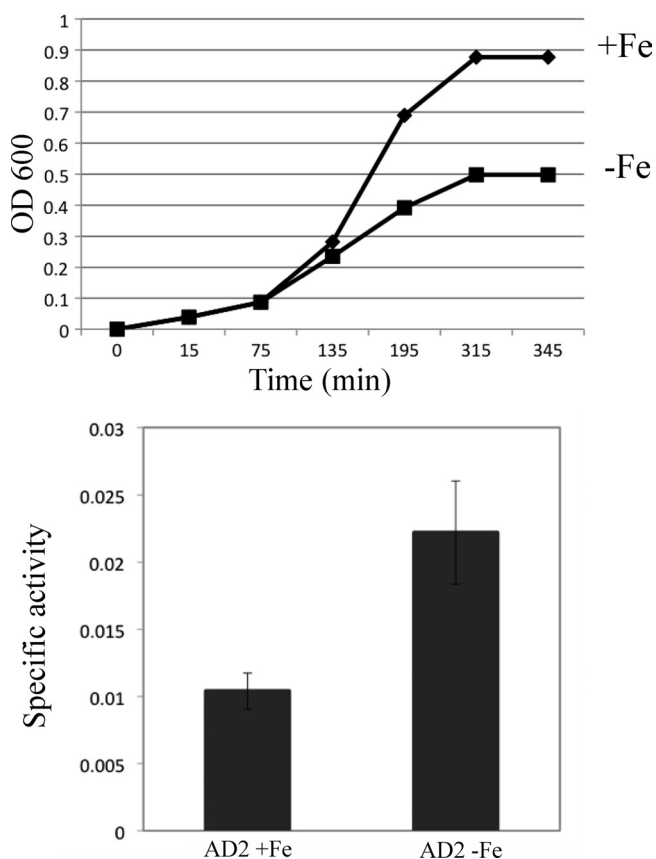 1
0.9
+Fe
0.8
0.7
0.6
-Fe
0.5
0.4
0.3
0.2
0.1
0
OD 600
0 15 75 135 195 315 345
Time (min)
0.03
0.025
0.02
0.015
0.01
0.005
0
Specific activity
AD2 +Fe AD2 -Fe